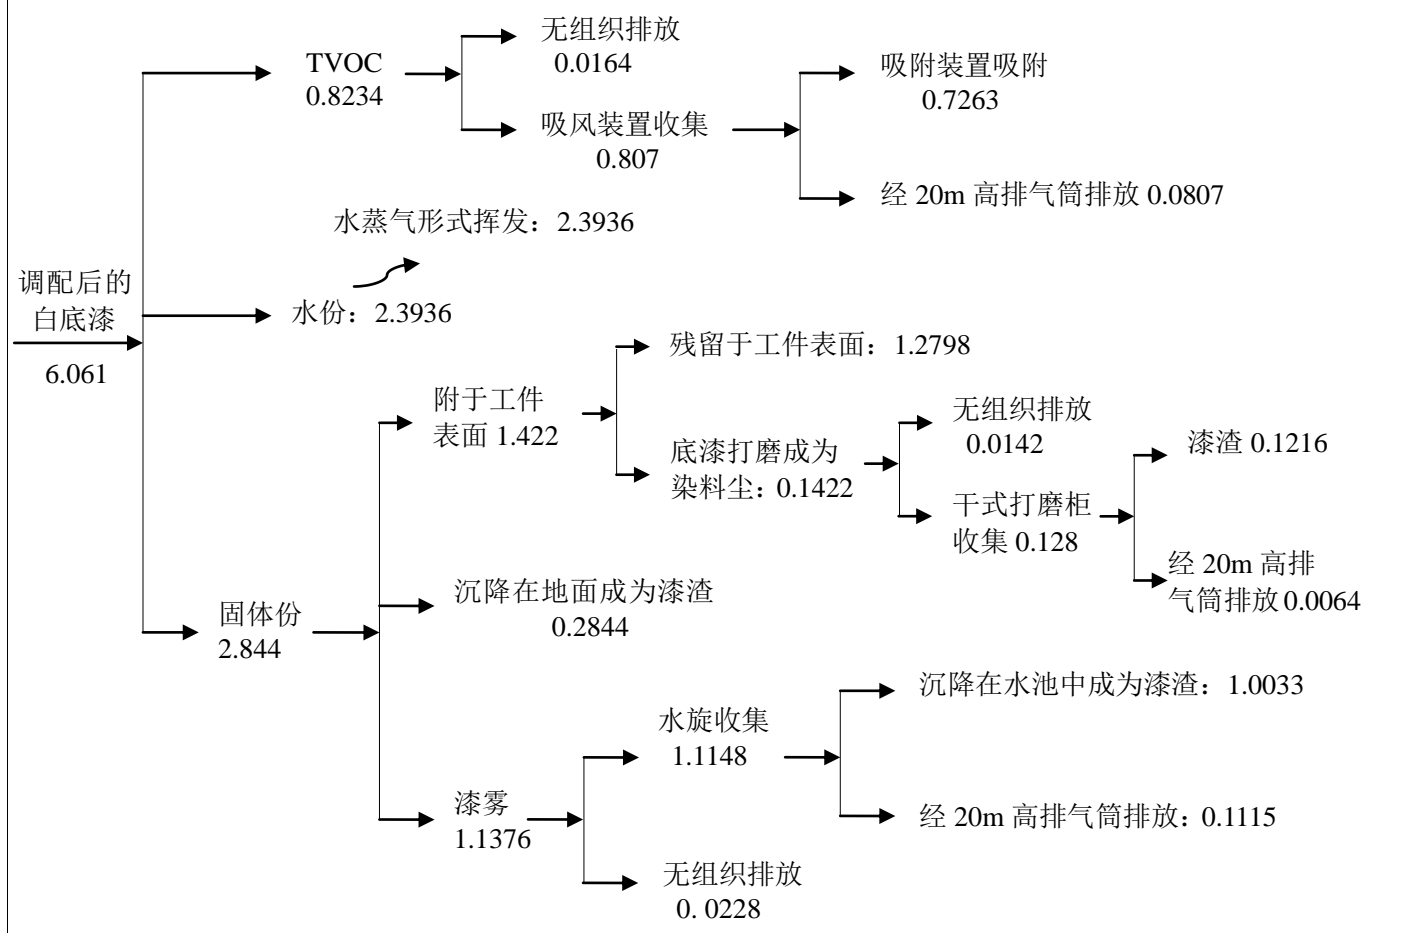 无组织排放
0.0164
TVOC
0.8234
吸附装置吸附
0.7263
吸风装置收集
0.807
经 20m 高排气筒排放 0.0807
水蒸气形式挥发：2.3936
调配后的
白底漆
6.061
水份：2.3936
残留于工件表面：1.2798
附于工件
表面 1.422
底漆打磨成为
染料尘：0.1422
无组织排放
0.0142
漆渣 0.1216
干式打磨柜
收集 0.128
经 20m 高排
气筒排放 0.0064
沉降在地面成为漆渣
0.2844
固体份
2.844
沉降在水池中成为漆渣：1.0033
水旋收集
1.1148
漆雾
1.1376
经 20m 高排气筒排放：0.1115
无组织排放
0. 0228